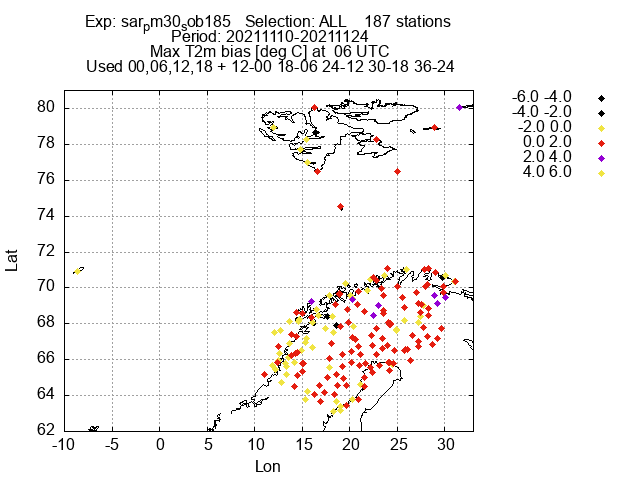 Exp: sarpm30sob185 Selection: ALL 187 stations
Period: 20211110-20211124
Max T2m bias [deg C] at 06 UTC
Used 00,06,12,18 + 12-00 18-06 24-12 30-18 36-24
-6.0 -4.0
-4.0 -2.0
-2.0 0.0
0.0 2.0
2.0 4.0
4.0 6.0
80
78
76
74
72
70
68
66
64
62
Lat
-10 -5 0 5 10 15 20 25 30
Lon